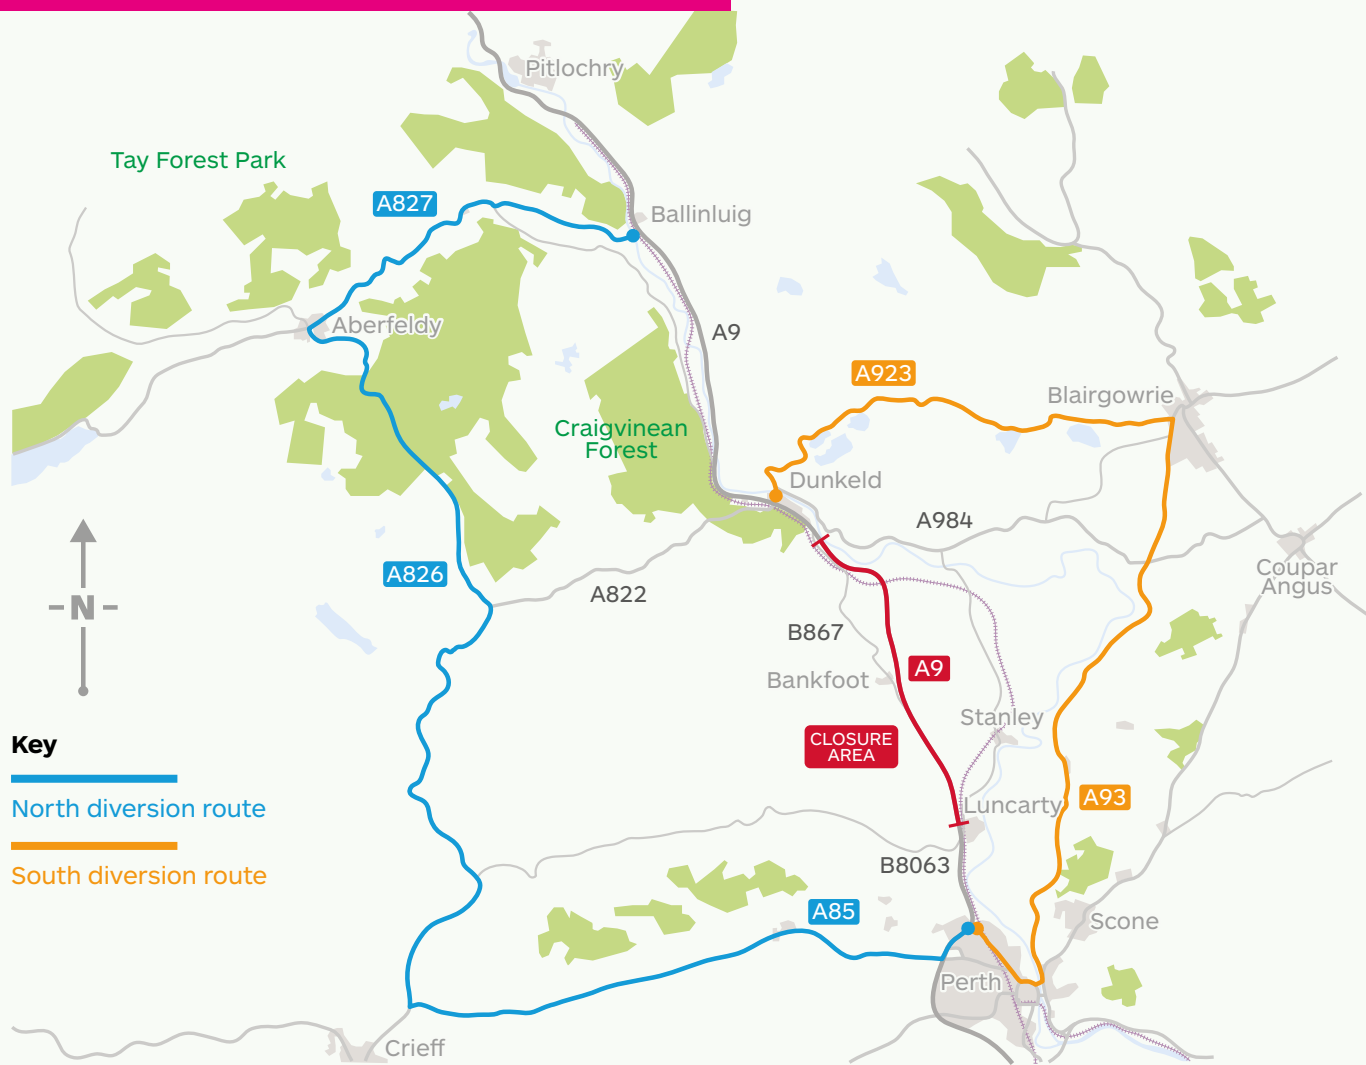 Pitlochry
Tay Forest Park
A827
Ballinluig
Aberfeldy
A9
A923
Blairgowrie
Craigvinean
Forest
Dunkeld
A984
A826
A822
Coupar
Angus
N
B867
A9
Bankfoot
Stanley
Key
CLOSURE
AREA
North diversion route
A93
Luncarty
South diversion route
B8063
A85
Scone
Perth
Crieff